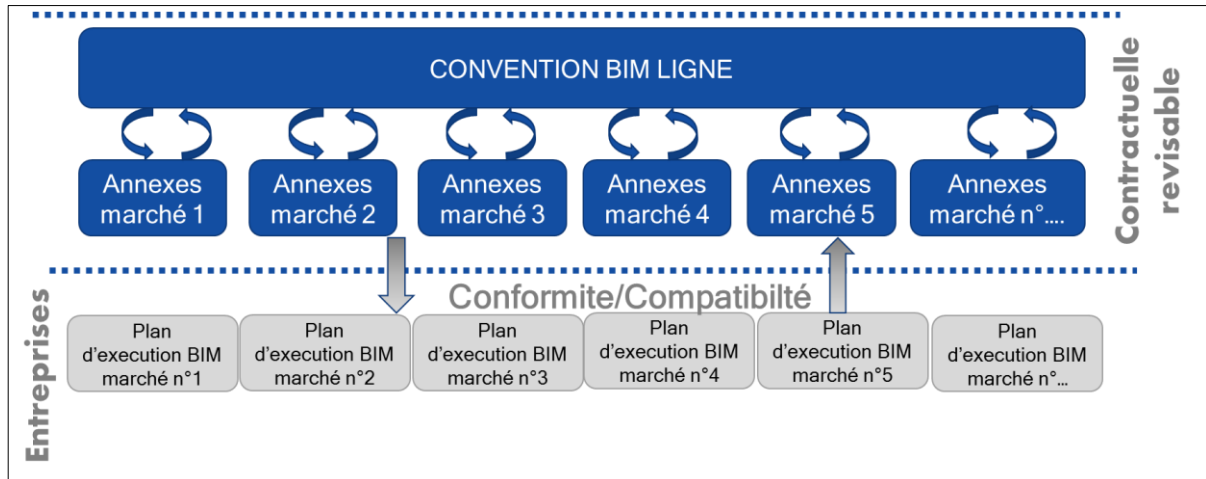 CONVENTION BIM LIGNE
Contractuelle
revisable
Annexes
marché 1
Annexes
marché 2
Annexes
marché 3
Annexes
marché 4
Annexes
marché 5
Annexes
marché n°....
Conformite/Compatibilté
Entreprises
Plan
d'execution BIM
marché n°1
Plan
d'execution BIM
marché n°2
Plan
d'execution BIM
marché n°3
Plan
d'execution BIM
marché n°4
Plan
d'execution BIM
marché n°5
Plan
d'execution BIM
marché n°...